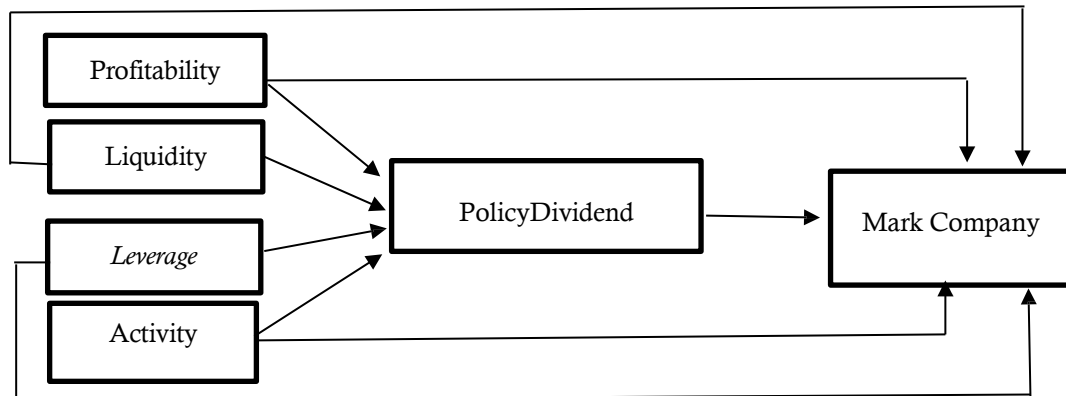 Profitability
Liquidity
Leverage
Activity
PolicyDividend
Mark Company